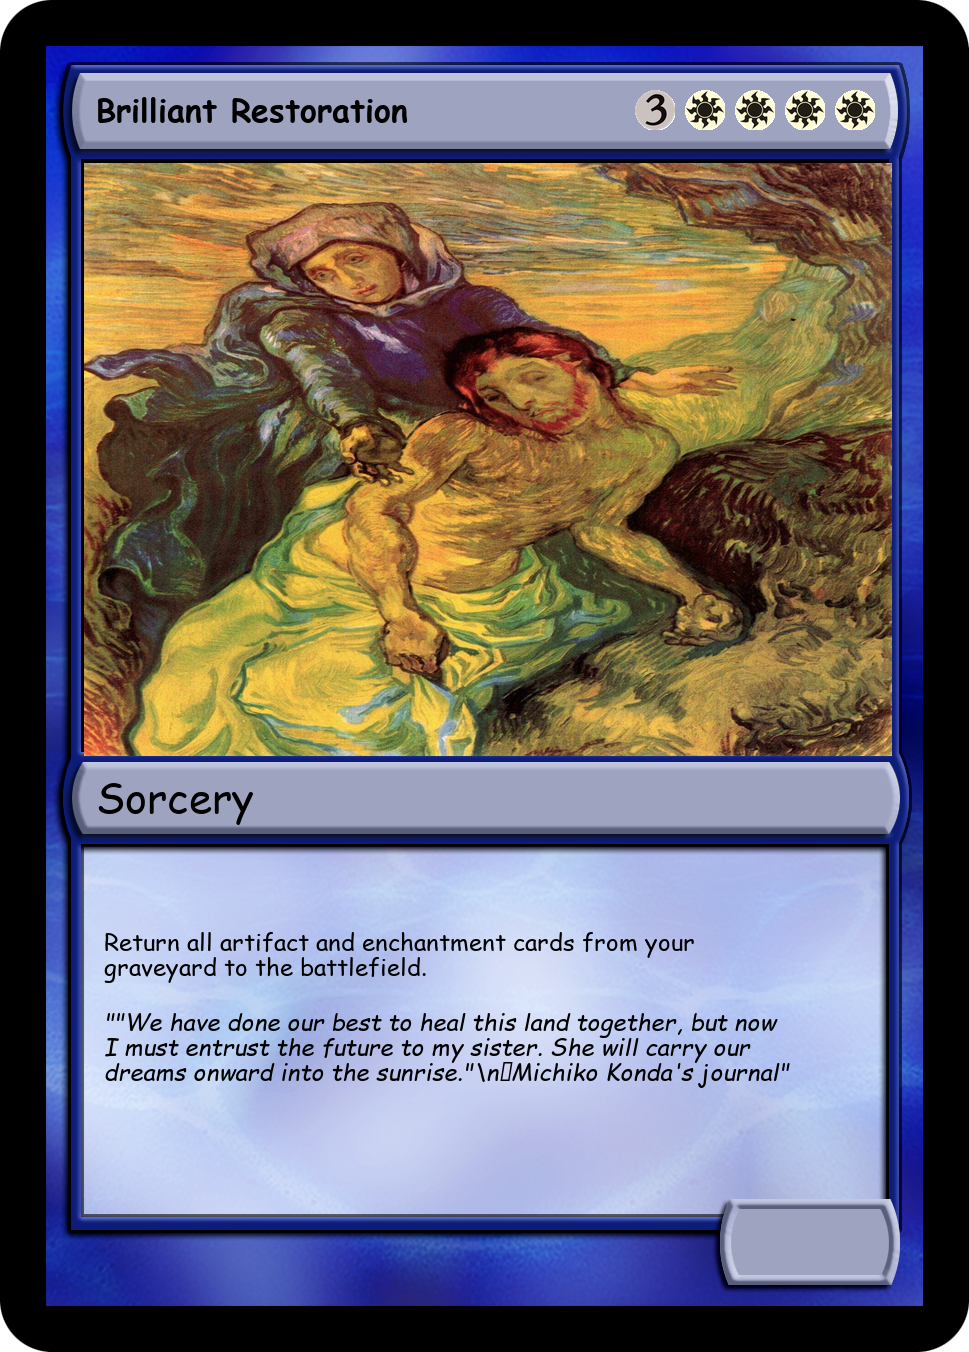 Brilliant Restoration 3
Sorcery
Return all artifact and enchantment cards from your
graveyard to the battlefield.
""We have done our best to heal this land together, but now
I must entrust the future to my sister. She will carry our
dreams onward into the sunrise."\n▯Michiko Konda's journal"